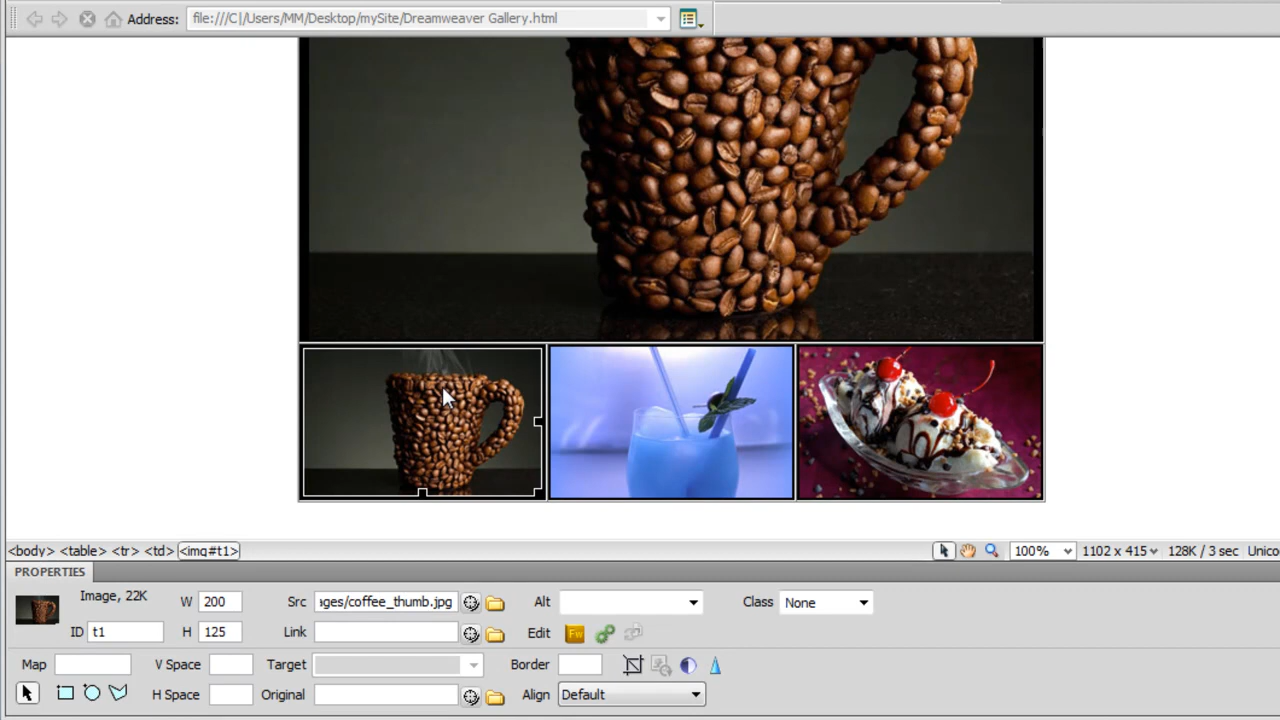 Address: file:///C|/Users/MM/Desktop/mySite/Dreamweaver Gallery.html
<body> <table> <tr> <td> <img#t1> 100% 1102 x 415 128K / 3 sec Unico
PROPERTIES
Image, 22K W 200 Src ages/coffee_thumb.jpg Alt Class None
ID t1 H 125 Link Edit Fw
Map V Space Target Border
H Space Original Align Default